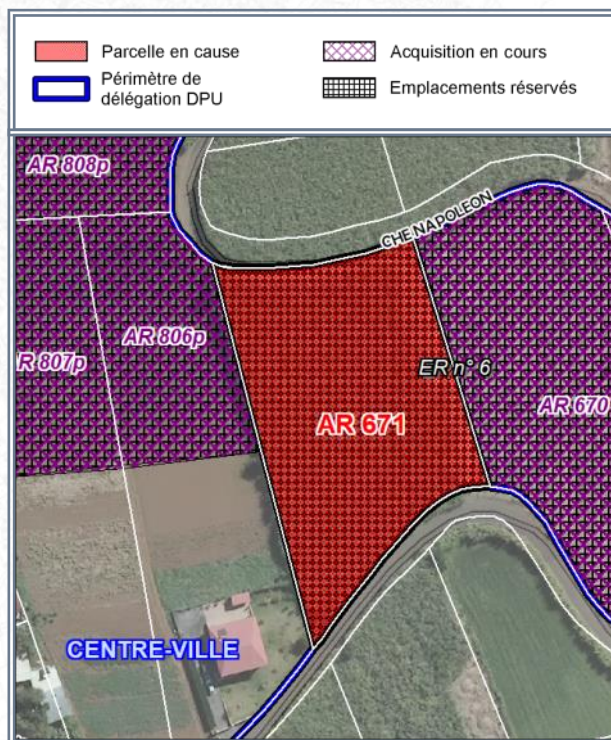 Parcelle en cause
Acquisition en cours
Périmètre de
délégation DPU
Emplacements réservés
AR 808p
CHE NAPOLEON
AR 806p
R 807p
ER n° 6
AR 671
AR 670
CENTRE-VILLE